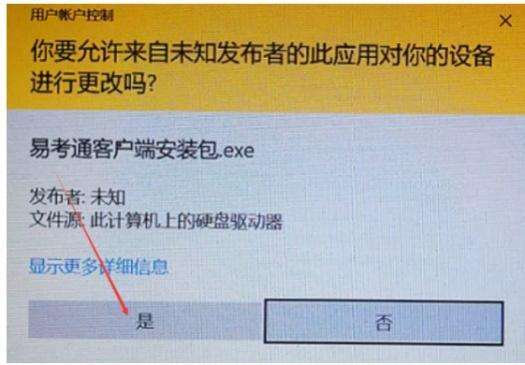 用户帐户控制
×
你要允许来自未知发布者的此应用对你的设备
进行更改吗?
易考通客户端安装包.exe
发布者: 未知
文件源: 此计算机上的硬盘驱动器
显示更多详细信息
是
否